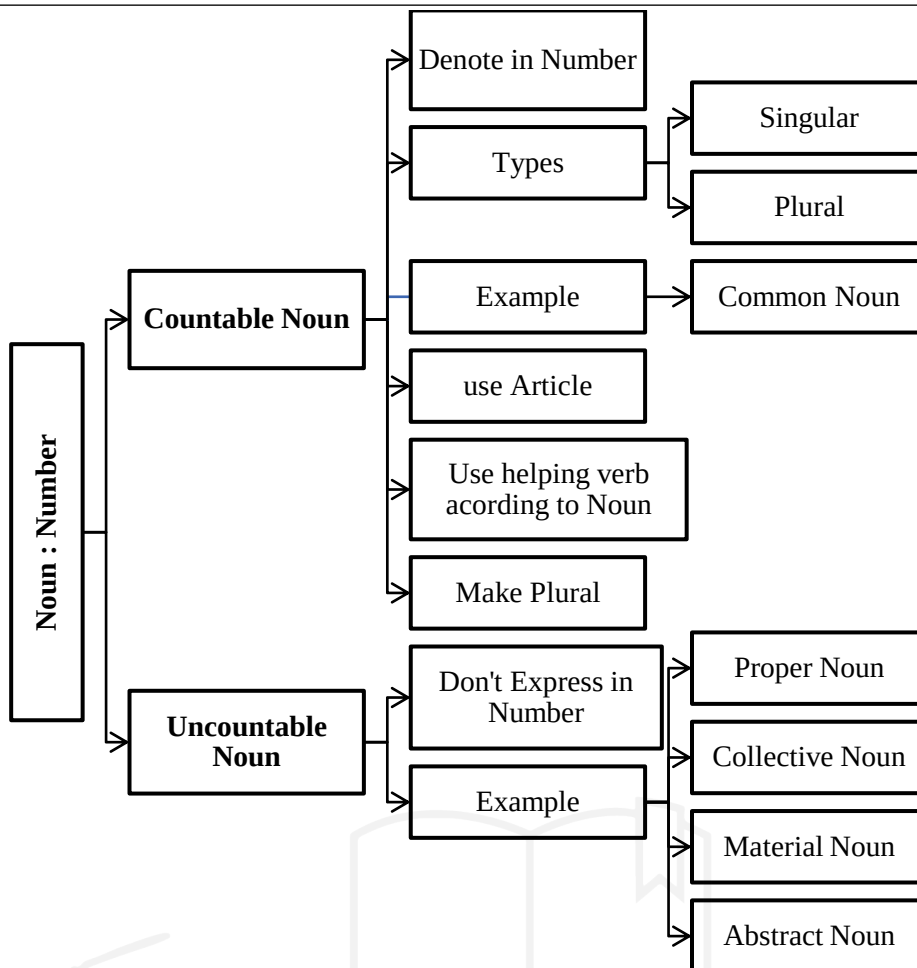 Noun : Number
Countable Noun
Denote in Number
Types
Singular
Plural
Example
Common Noun
use Article
Use helping verb
acording to Noun
Make Plural
Uncountable
Noun
Don't Express in
Number
Example
Proper Noun
Collective Noun
Material Noun
Abstract Noun